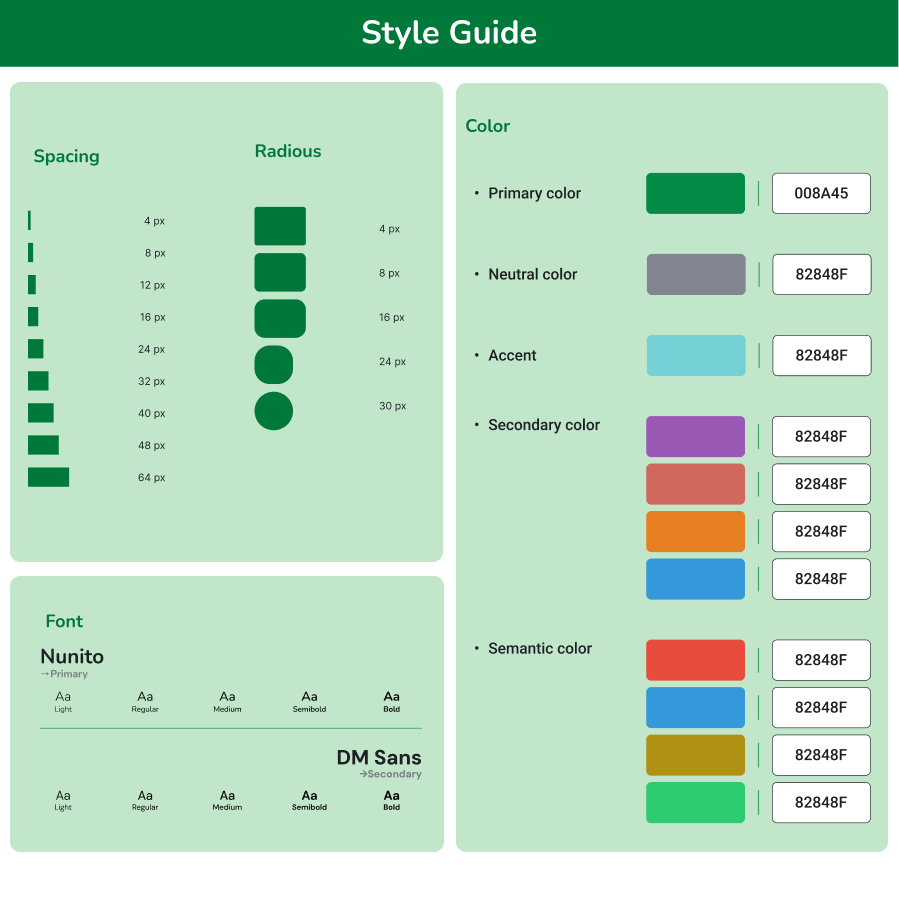 Style Guide
Spacing
4 px
8 px
12 px
16 px
24 px
32 px
40 px
48 px
64 px
Radious
4 px
8 px
16 px
24 px
30 px
Font
Nunito
→Primary
Aa Aa Aa Aa Aa
Light Regular Medium Semibold Bold
DM Sans
→Secondary
Aa Aa Aa Aa Aa
Light Regular Medium Semibold Bold
Color
• Primary color 008A45
• Neutral color 82848F
• Accent 82848F
• Secondary color 82848F
82848F
82848F
82848F
• Semantic color 82848F
82848F
82848F
82848F